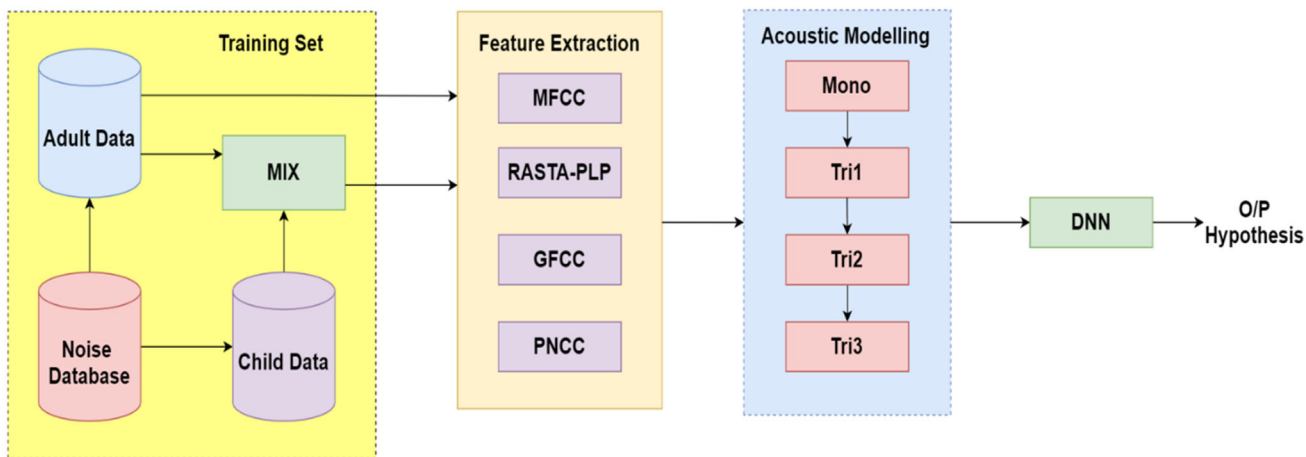 Training Set
Adult Data
MIX
Noise
Database
Child Data
Feature Extraction
MFCC
RASTA-PLP
GFCC
PNCC
Acoustic Modelling
Mono
Tri1
Tri2
Tri3
DNN
O/P
Hypothesis